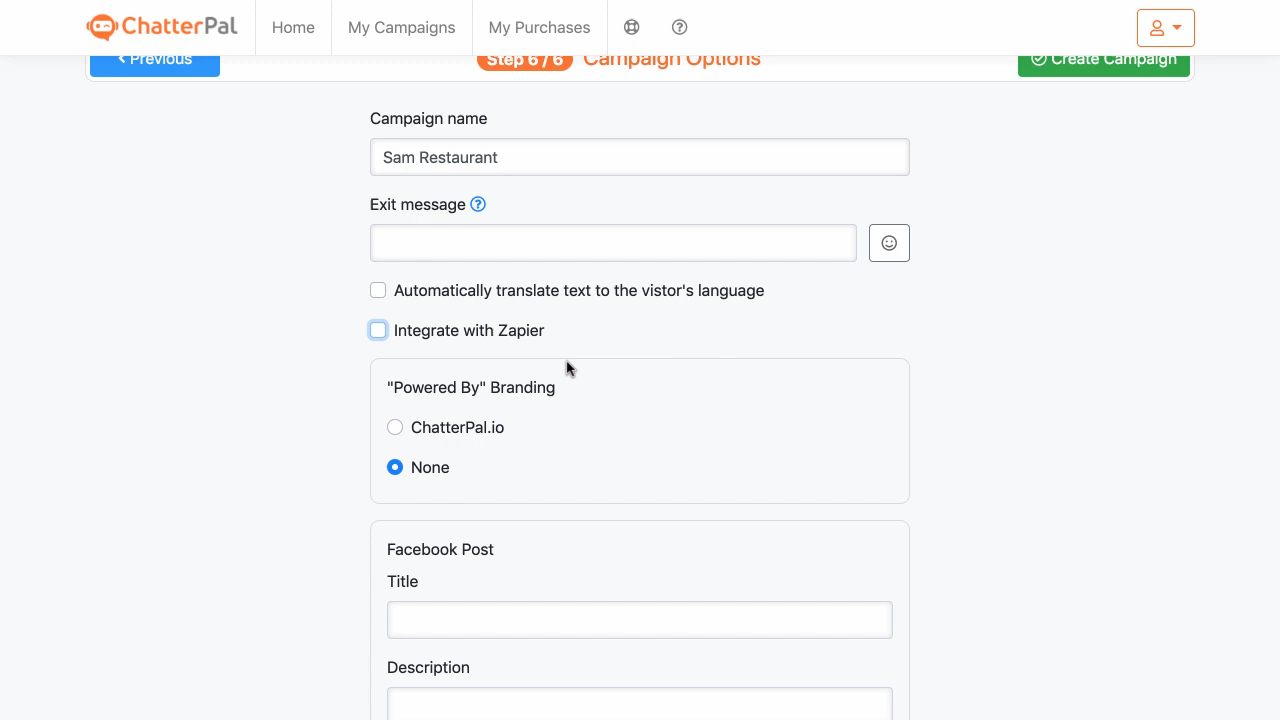 ChatterPal
Home
My Campaigns
My Purchases
Previous
Step 6 / 6
Campaign Options
Create Campaign
Campaign name
Sam Restaurant
Exit message
Automatically translate text to the vistor's language
Integrate with Zapier
"Powered By" Branding
ChatterPal.io
None
Facebook Post
Title
Description